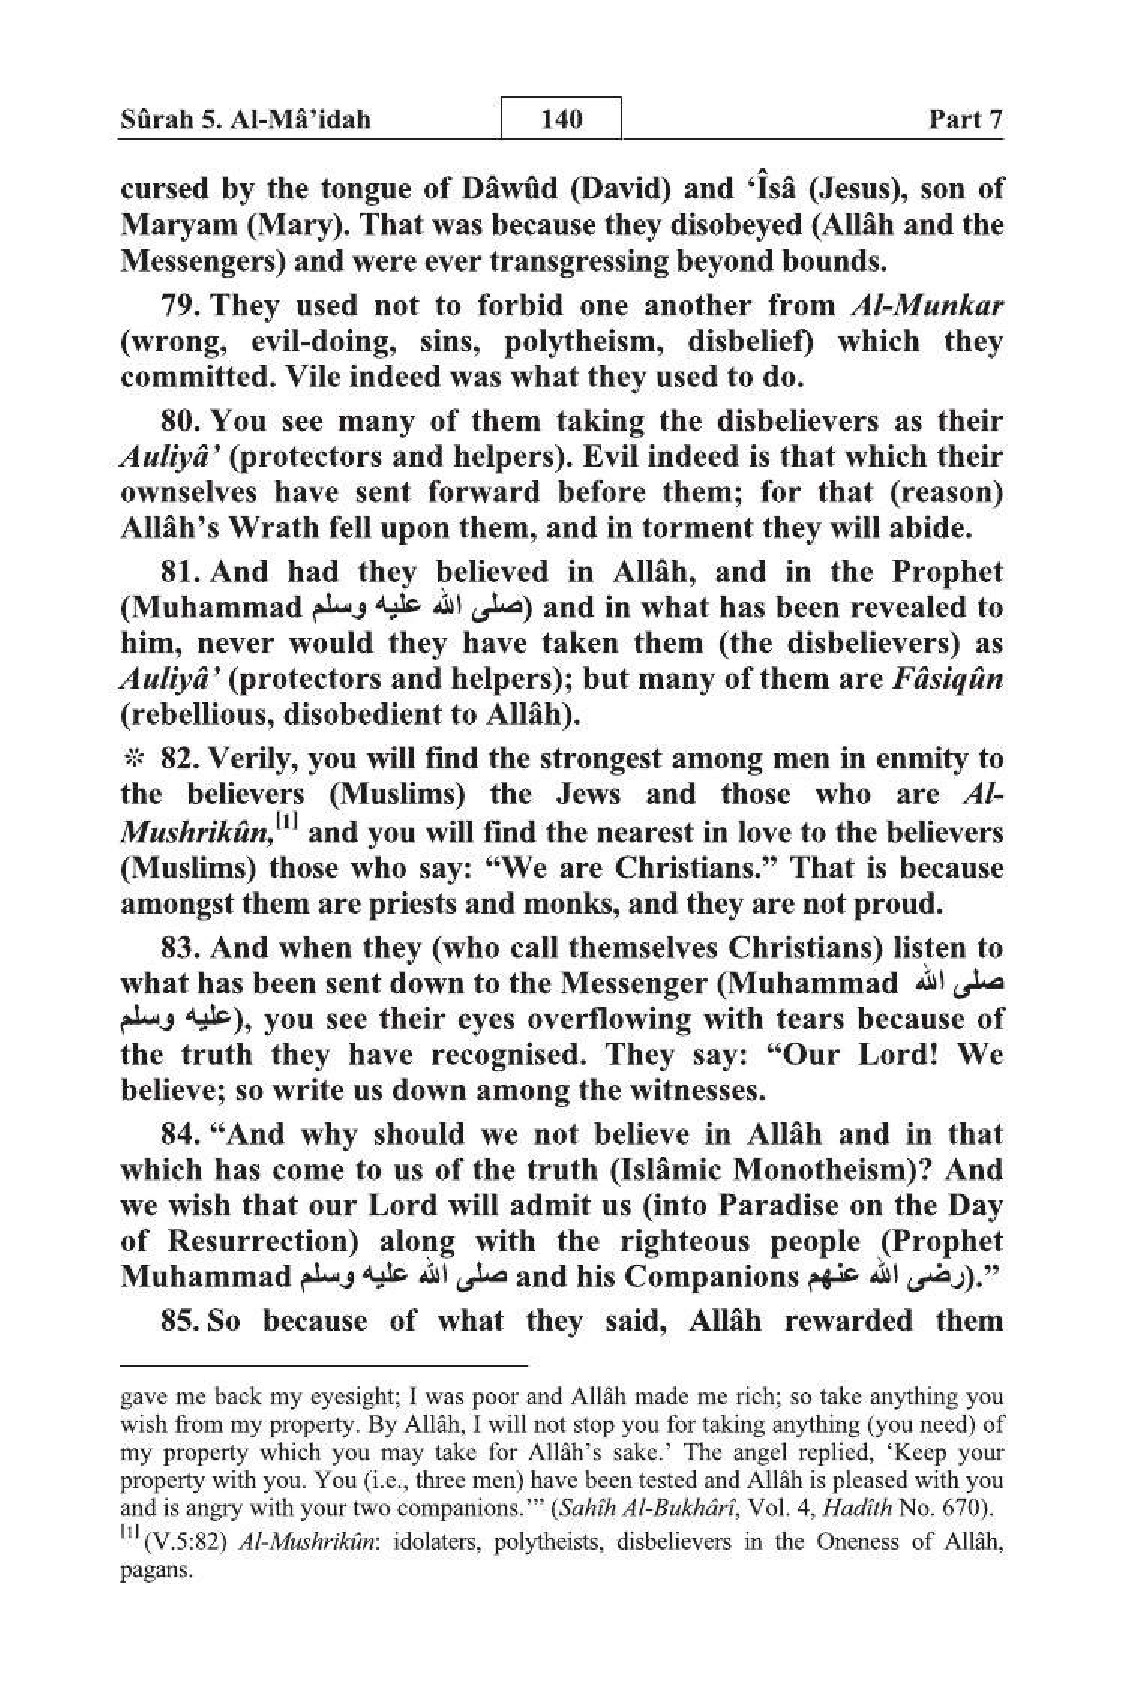 Sûrah 5. Al-Mâ’idah 140 Part 7
cursed by the tongue of Dâwûd (David) and ‘Îsâ (Jesus), son of
Maryam (Mary). That was because they disobeyed (Allâh and the
Messengers) and were ever transgressing beyond bounds.
79. They used not to forbid one another from Al-Munkar
(wrong, evil-doing, sins, polytheism, disbelief) which they
committed. Vile indeed was what they used to do.
80. You see many of them taking the disbelievers as their
Auliyâ’ (protectors and helpers). Evil indeed is that which their
ownselves have sent forward before them; for that (reason)
Allâh’s Wrath fell upon them, and in torment they will abide.
81. And had they believed in Allâh, and in the Prophet
(Muhammad صلى الله عليه وسلم) and in what has been revealed to
him, never would they have taken them (the disbelievers) as
Auliyâ’ (protectors and helpers); but many of them are Fâsiqûn
(rebellious, disobedient to Allâh).
※ 82. Verily, you will find the strongest among men in enmity to
the believers (Muslims) the Jews and those who are Al-
Mushrikûn,[1] and you will find the nearest in love to the believers
(Muslims) those who say: “We are Christians.” That is because
amongst them are priests and monks, and they are not proud.
83. And when they (who call themselves Christians) listen to
what has been sent down to the Messenger (Muhammad صلى الله
عليه وسلم), you see their eyes overflowing with tears because of
the truth they have recognised. They say: “Our Lord! We
believe; so write us down among the witnesses.
84. “And why should we not believe in Allâh and in that
which has come to us of the truth (Islâmic Monotheism)? And
we wish that our Lord will admit us (into Paradise on the Day
of Resurrection) along with the righteous people (Prophet
Muhammad صلى الله عليه وسلم and his Companions رضى الله عنهم).”
85. So because of what they said, Allâh rewarded them
gave me back my eyesight; I was poor and Allâh made me rich; so take anything you
wish from my property. By Allâh, I will not stop you for taking anything (you need) of
my property which you may take for Allâh’s sake.’ The angel replied, ‘Keep your
property with you. You (i.e., three men) have been tested and Allâh is pleased with you
and is angry with your two companions.’” (Sahîh Al-Bukhârî, Vol. 4, Hadîth No. 670).
[1] (V.5:82) Al-Mushrikûn: idolaters, polytheists, disbelievers in the Oneness of Allâh,
pagans.